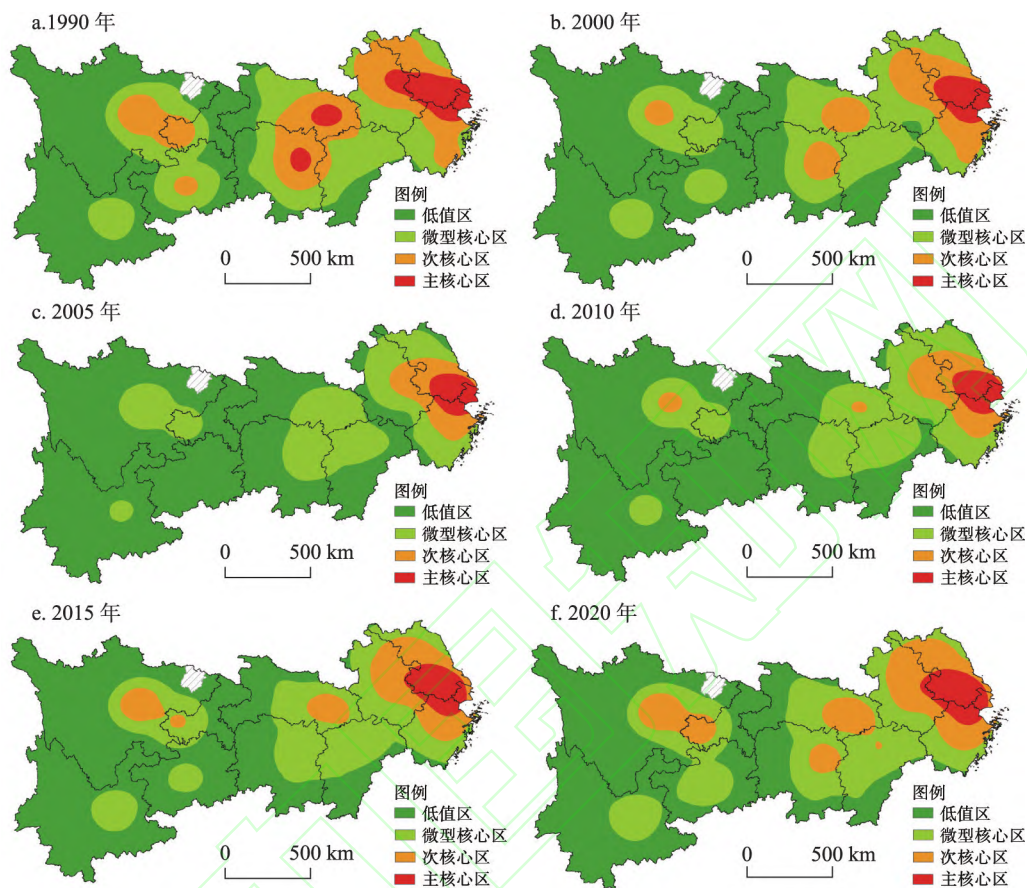 a.1990 年
b. 2000 年
图例
低值区
微型核心区
次核心区
主核心区
0 500 km
图例
低值区
微型核心区
次核心区
主核心区
0 500 km
c. 2005 年
d. 2010 年
图例
低值区
微型核心区
次核心区
主核心区
0 500 km
图例
低值区
微型核心区
次核心区
主核心区
0 500 km
e. 2015 年
f. 2020 年
图例
低值区
微型核心区
次核心区
主核心区
0 500 km
图例
低值区
微型核心区
次核心区
主核心区
0 500 km